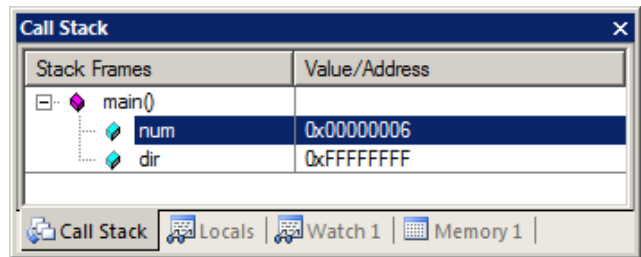 Call Stack
Stack Frames Value/Address
main()
num 0x00000006
dir 0xFFFFFFFF
Call Stack Locals Watch 1 Memory 1